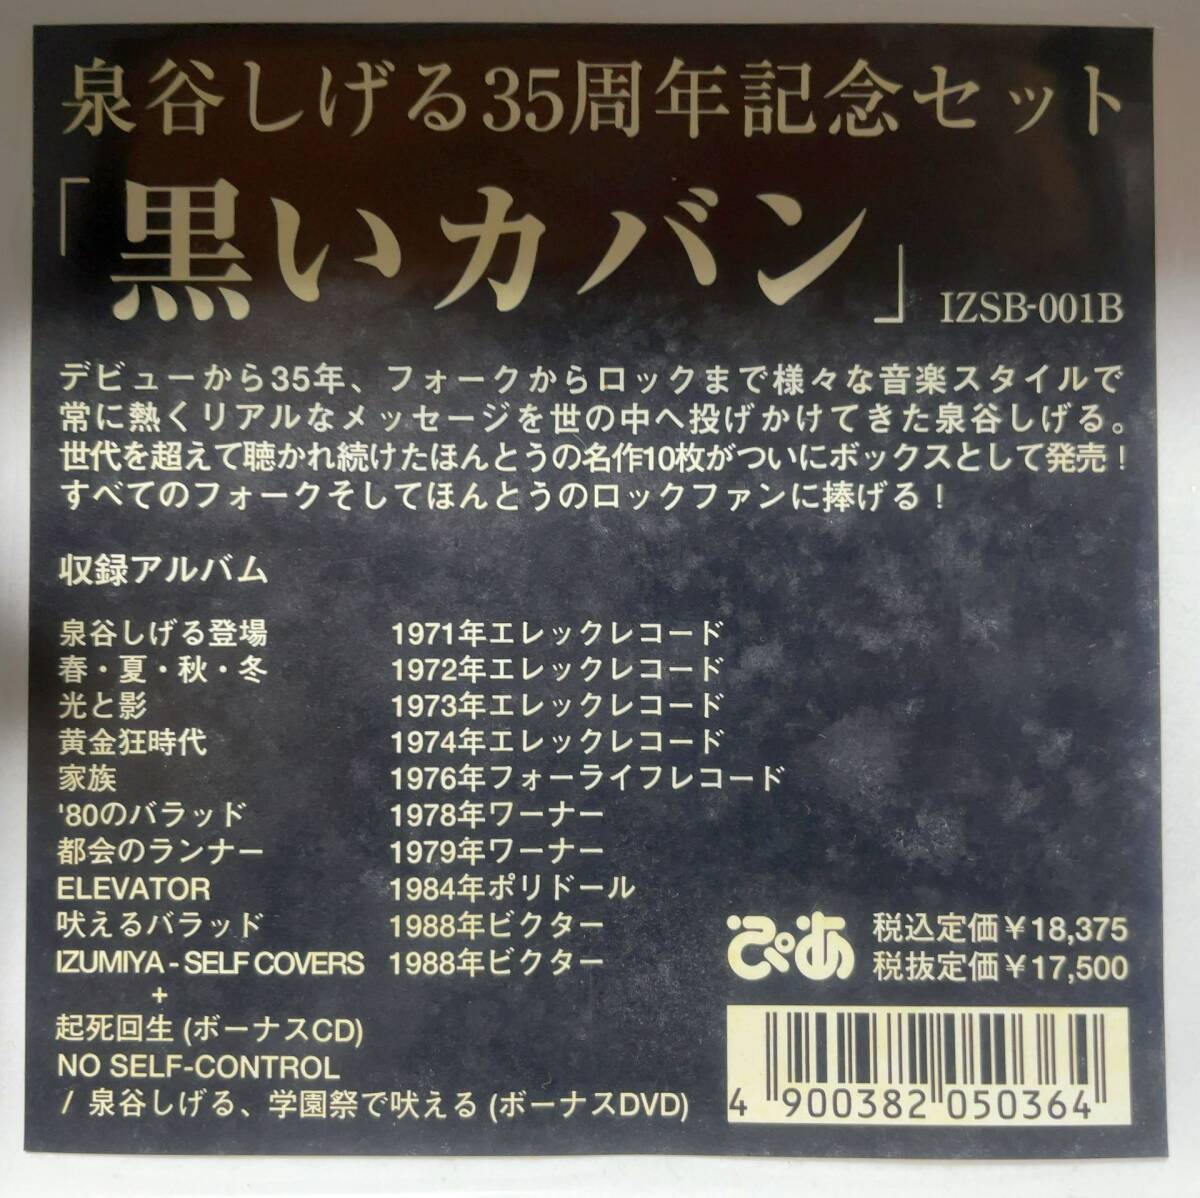 泉谷しげる35周年記念セット
「黒いカバン」 IZSB-001B
デビューから35年、フォークからロックまで様々な音楽スタイルで
常に熱くリアルなメッセージを世の中へ投げかけてきた泉谷しげる。
世代を超えて聴かれ続けたほんとうの名作10枚がついにボックスとして発売！
すべてのフォークそしてほんとうのロックファンに捧げる！
収録アルバム
泉谷しげる登場 1971年エレックレコード
春・夏・秋・冬 1972年エレックレコード
光と影 1973年エレックレコード
黄金狂時代 1974年エレックレコード
家族 1976年フォーライフレコード
'80のバラッド 1978年ワーナー
都会のランナー 1979年ワーナー
ELEVATOR 1984年ポリドール
吠えるバラッド 1988年ビクター
IZUMIYA - SELF COVERS 1988年ビクター
+
起死回生 (ボーナスCD)
NO SELF-CONTROL
/ 泉谷しげる、学園祭で吠える (ボーナスDVD)
ぴあ
税込定価￥18,375
税抜定価￥17,500
4 900382 050364